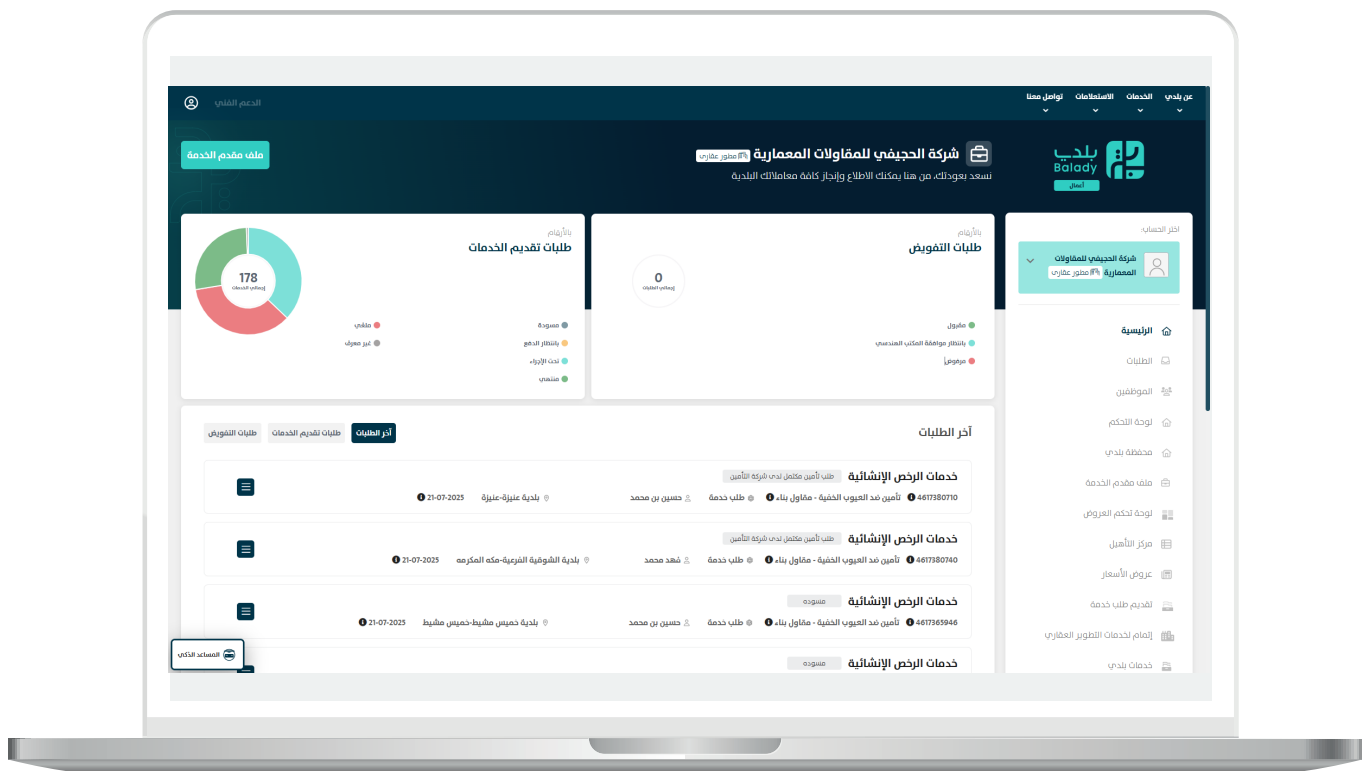 عن بلدي
الخدمات
الاستعلامات
تواصل معنا
الدعم الفني
بلدي
Balady
أعمال
شركة الحجيفي للمقاولات المعمارية مطور عقاري
نسعد بعودتك، من هنا يمكنك الاطلاع وإنجاز كافة معاملاتك البلدية
ملف مقدم الخدمة
اختر الحساب:
شركة الحجيفي للمقاولات
المعمارية مطور عقاري
الرئيسية
الطلبات
الموظفين
لوحة التحكم
محفظة بلدي
ملف مقدم الخدمة
لوحة تحكم العروض
مركز التأهيل
عروض الأسعار
تقديم طلب خدمة
إتمام لخدمات التطوير العقاري
خدمات بلدي
بالأرقام
طلبات التفويض
0
إجمالي الطلبات
مقبول
بانتظار موافقة المكتب الهندسي
مرفوض
بالأرقام
طلبات تقديم الخدمات
178
إجمالي الخدمات
مسودة
بانتظار الدفع
تحت الإجراء
منتهي
ملغي
غير معرف
آخر الطلبات
آخر الطلبات
طلبات تقديم الخدمات
طلبات التفويض
خدمات الرخص الإنشائية طلب تأمين مكتمل لدى شركة التأمين
4617380710 تأمين ضد العيوب الخفية - مقاول بناء طلب خدمة حسين بن محمد بلدية عنيزة-عنيزة 21-07-2025
خدمات الرخص الإنشائية طلب تأمين مكتمل لدى شركة التأمين
4617380740 تأمين ضد العيوب الخفية - مقاول بناء طلب خدمة فهد محمد بلدية الشوقية الفرعية-مكه المكرمه 21-07-2025
خدمات الرخص الإنشائية مسوده
4617365946 تأمين ضد العيوب الخفية - مقاول بناء طلب خدمة حسين بن محمد بلدية خميس مشيط-خميس مشيط 21-07-2025
خدمات الرخص الإنشائية مسوده
المساعد الذكي